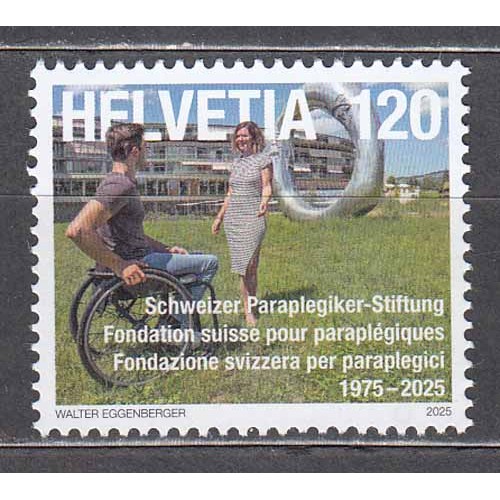 HELVETIA 120
Schweizer Paraplegiker-Stiftung
Fondation suisse pour paraplégiques
Fondazione svizzera per paraplegici
1975–2025
WALTER EGGENBERGER 2025